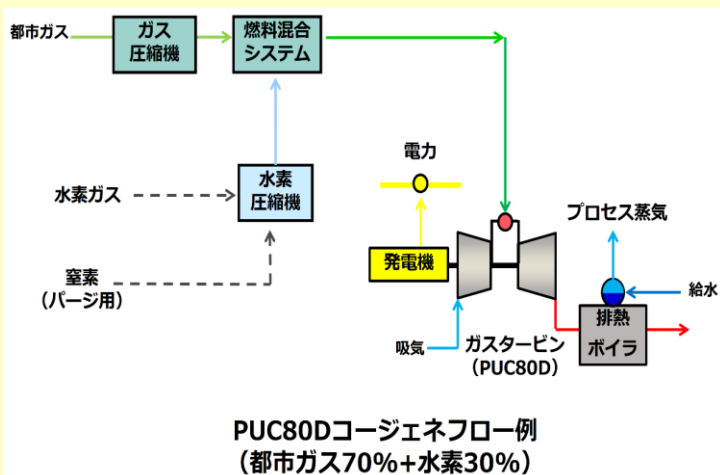 都市ガス
ガス
圧縮機
燃料混合
システム
電力
水素ガス
水素
圧縮機
プロセス蒸気
発電機
窒素
(パージ用)
給水
吸気
ガスタービン
(PUC80D)
排熱
ボイラ
PUC80Dコージェネフロー例
(都市ガス70%+水素30%)